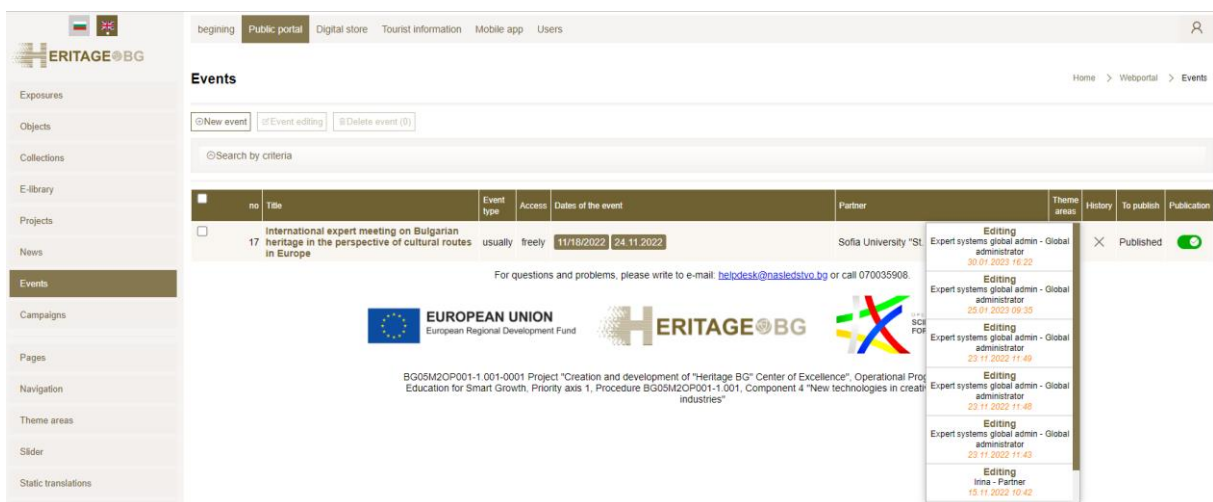 begining Public portal Digital store Tourist information Mobile app Users
ERITAGE BG
Events
Home > Webportal > Events
Exposures
Objects
Collections
E-library
Projects
News
Events
Campaigns
Pages
Navigation
Theme areas
Slider
Static translations
New event Event editing Delete event (0)
Search by criteria
no Title Event type Access Dates of the event Partner Theme areas History To publish Publication
17 International expert meeting on Bulgarian
heritage in the perspective of cultural routes
in Europe
usually freely 11/18/2022 24.11.2022 Sofia University "St. Published
Editing
Expert systems global admin - Global
administrator
30.01.2023 16:22
Editing
Expert systems global admin - Global
administrator
25.01.2023 09:35
Editing
Expert systems global admin - Global
administrator
23.11.2022 11:49
Editing
Expert systems global admin - Global
administrator
23.11.2022 11:46
Editing
Expert systems global admin - Global
administrator
23.11.2022 11:43
Editing
Irina - Partner
15.11.2022 10:42
For questions and problems, please write to e-mail: helpdesk@nasledstvo.bg or call 070035908.
EUROPEAN UNION
European Regional Development Fund
ERITAGE BG
SCI
FOR
BG05M2OP001-1.001-0001 Project "Creation and development of "Heritage BG" Center of Excellence", Operational Prog
Education for Smart Growth, Priority axis 1, Procedure BG05M2OP001-1.001, Component 4 "New technologies in creati
industries"